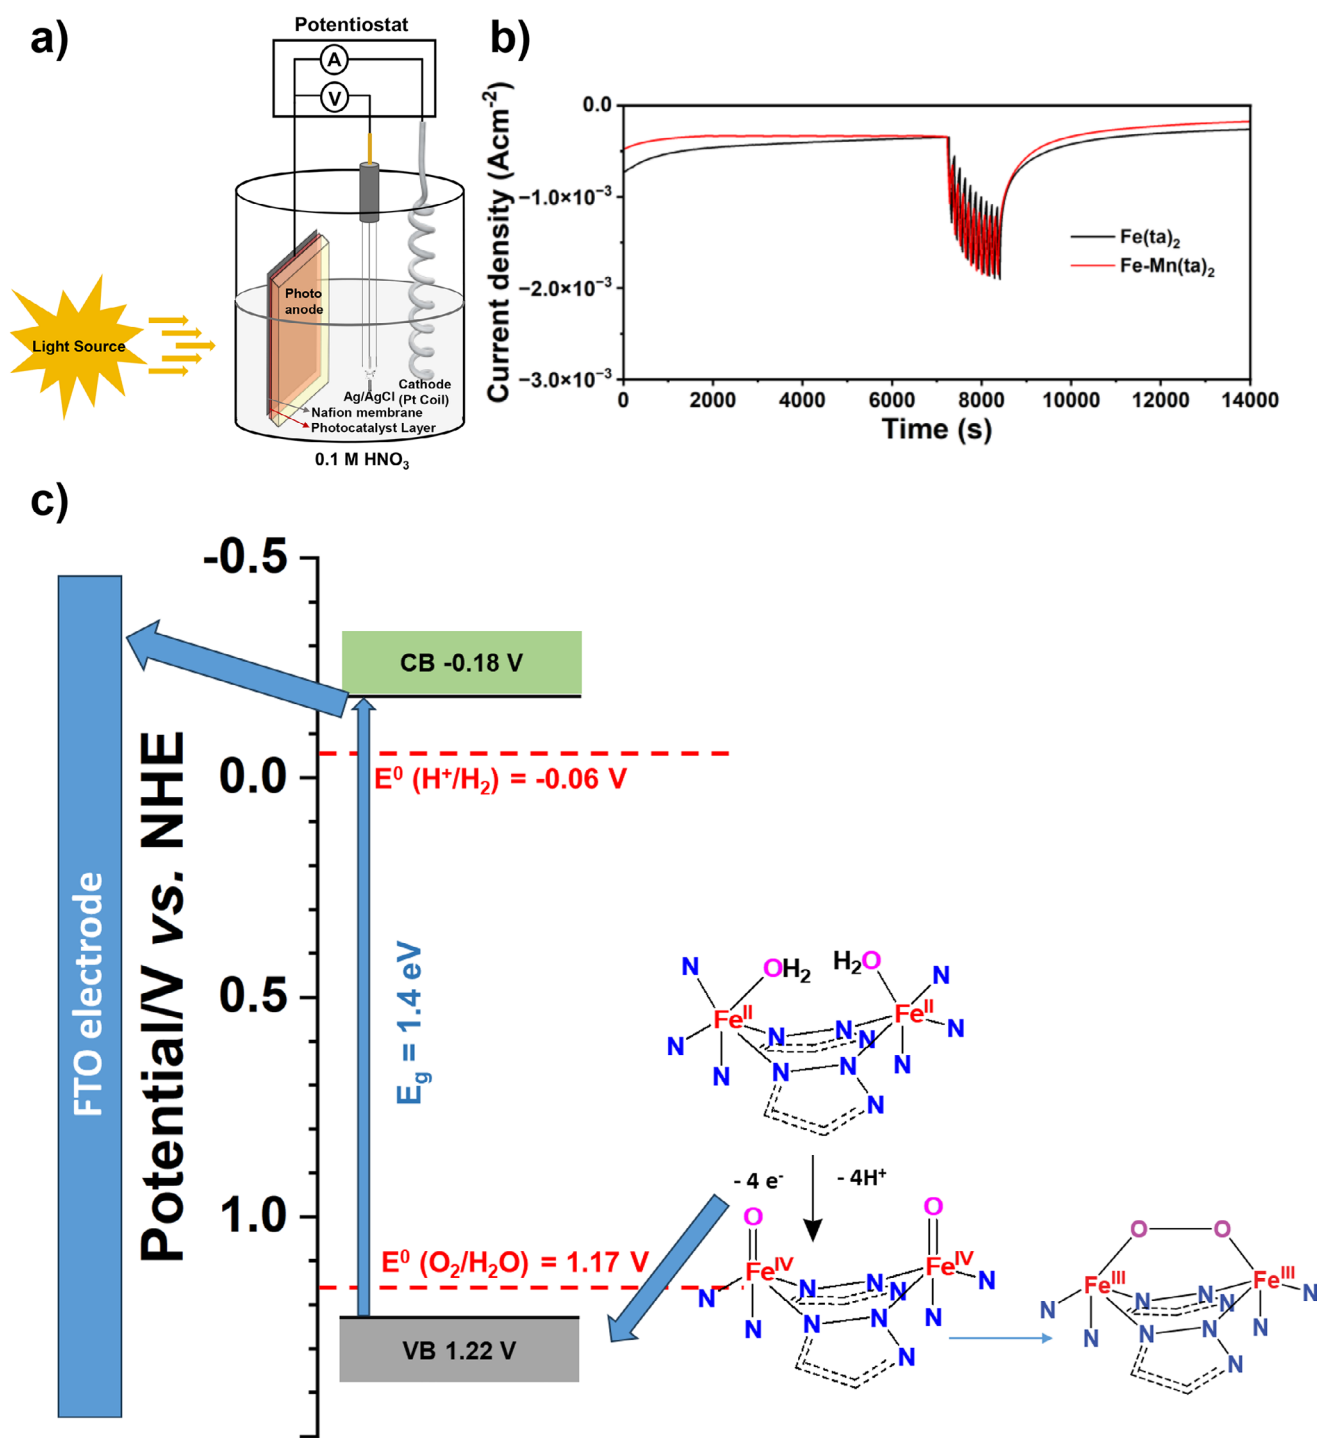 a)
Potentiostat
A
V
Light Source
Photo
anode
Ag/AgCl
Cathode
(Pt Coil)
Nafion membrane
Photocatalyst Layer
0.1 M HNO₃
b)
Current density (Acm⁻²)
0.0
−1.0×10⁻³
−2.0×10⁻³
−3.0×10⁻³
0 2000 4000 6000 8000 10000 12000 14000
Time (s)
Fe(ta)₂
Fe-Mn(ta)₂
c)
FTO electrode
Potential/V vs. NHE
-0.5
0.0
0.5
1.0
CB -0.18 V
E⁰ (H⁺/H₂) = -0.06 V
E_g = 1.4 eV
E⁰ (O₂/H₂O) = 1.17 V
VB 1.22 V
N OH₂ H₂O N
Feᴵᴵ Feᴵᴵ
N N N N N N
N N N N
N
- 4 e⁻ - 4H⁺
O O
Feᴵⱽ Feᴵⱽ
N N N N N
N N N N
N
O O
Feᴵᴵᴵ Feᴵᴵᴵ
N N N N N
N N N N
N